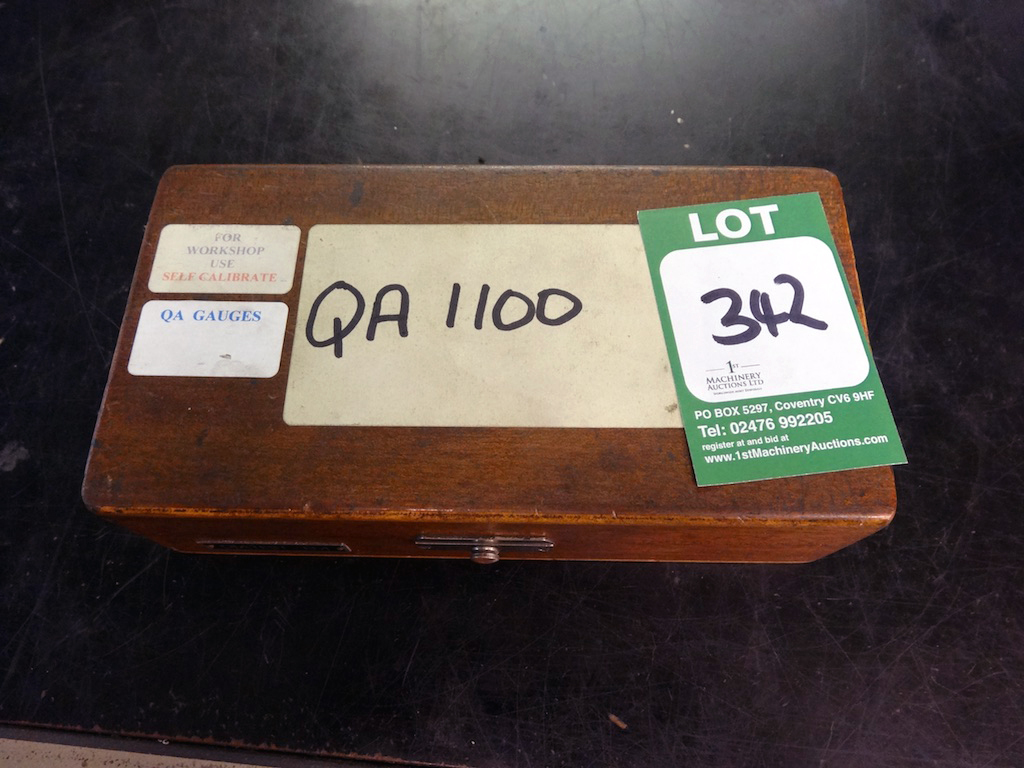 FOR
WORKSHOP
USE
SELF CALIBRATE
QA GAUGES
QA 1100
LOT
342
1ST
MACHINERY
AUCTIONS LTD
PO BOX 5297, Coventry CV6 9HF
Tel: 02476 992205
register at and bid at
www.1stMachineryAuctions.com